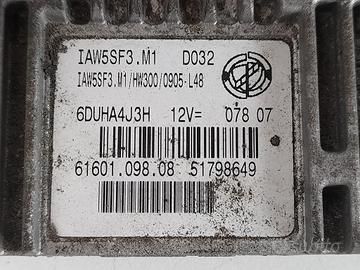 IAW5SF3.M1 D032
IAW5SF3.M1/HW300/0905-L48
6DUHA4J3H 12V= 078 07
61601.098.08 51798649